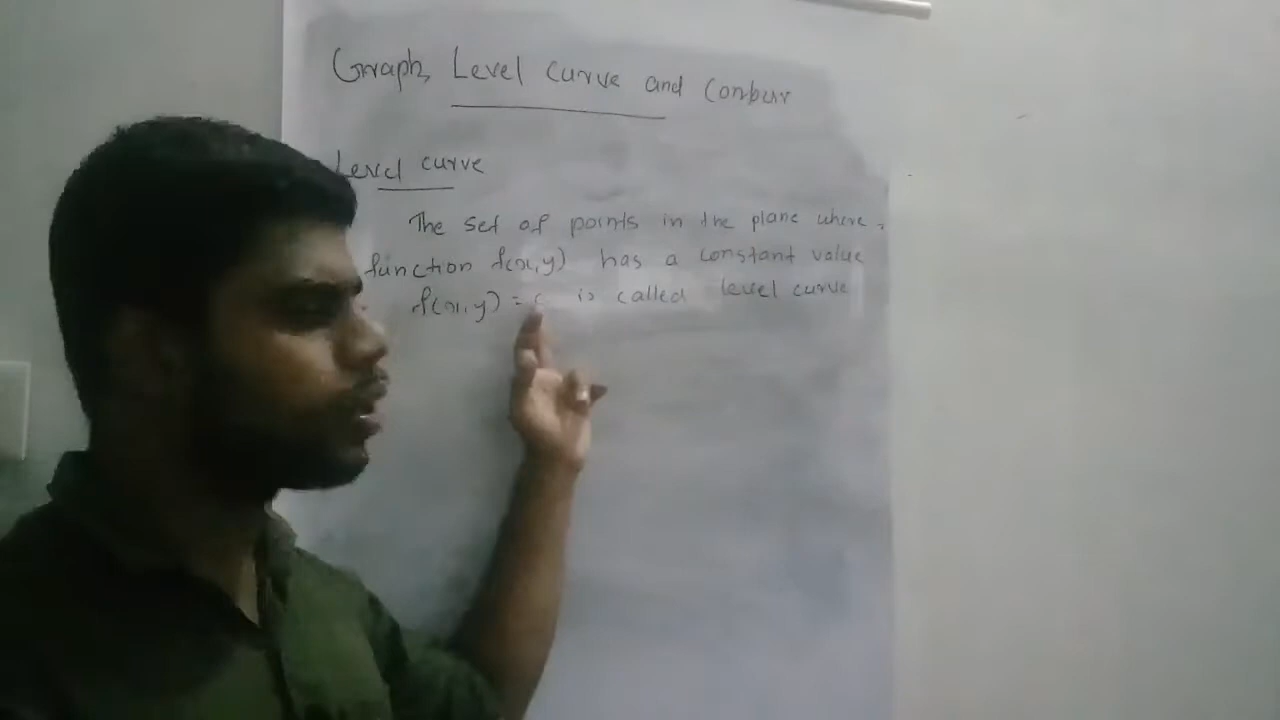 Graph, Level curve and Contour
Level curve
The set of points in the plane where,
function f(x,y) has a constant value
f(x,y) = c is called level curve